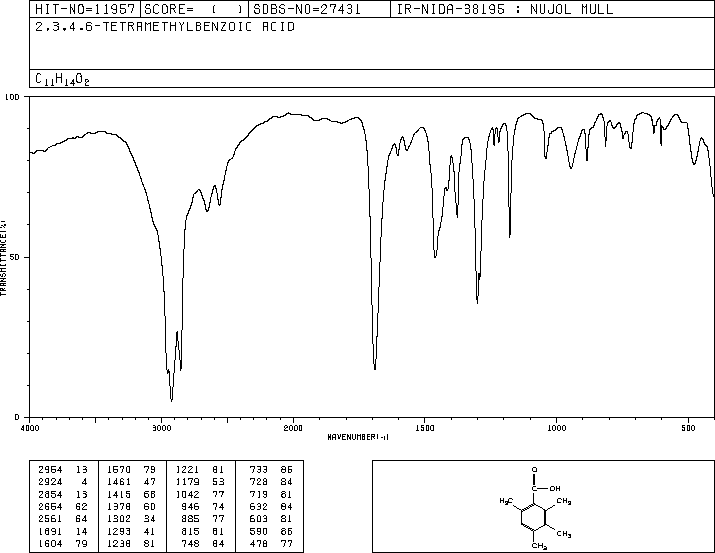 HIT-NO=11957 SCORE= ( ) SDBS-NO=27431 IR-NIDA-38195 : NUJOL MULL
2,3,4,6-TETRAMETHYLBENZOIC ACID
C11H14O2
100
50
0
TRANSMITTANCE(%)
4000 3000 2000 1500 1000 500
WAVENUMBER(-1)
2954 13 1570 79 1221 81 733 86
2924 4 1461 47 1179 53 728 84
2854 13 1415 66 1042 77 719 81
2654 62 1378 60 946 74 632 84
2561 64 1302 34 885 77 603 81
1691 14 1293 41 815 81 590 86
1604 79 1238 81 748 84 478 77
O
C OH
H3C CH3
CH3
CH3